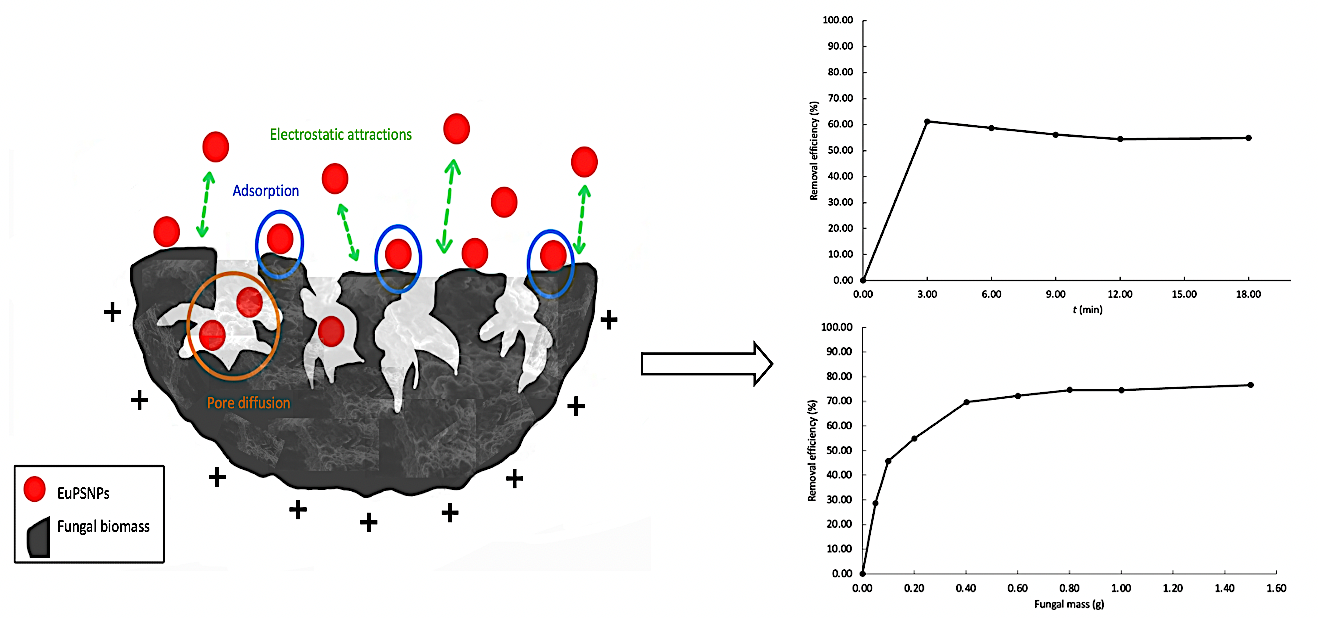 Electrostatic attractions
Adsorption
Pore diffusion
+
+
+
+
+
+
+
+
+
+
EuPSNPs
Fungal biomass
100.00
90.00
80.00
70.00
60.00
50.00
40.00
30.00
20.00
10.00
0.00
Removal efficiency (%)
0.00 3.00 6.00 9.00 12.00 15.00 18.00
t (min)
100.00
90.00
80.00
70.00
60.00
50.00
40.00
30.00
20.00
10.00
0.00
Removal efficiency (%)
0.00 0.20 0.40 0.60 0.80 1.00 1.20 1.40 1.60
Fungal mass (g)